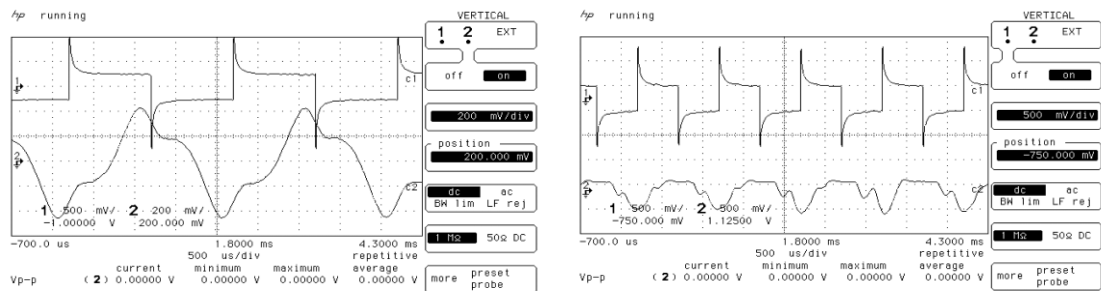 hp running
VERTICAL
1 2 EXT
off on
200 mV/div
position
200.000 mV
dc ac
BW lim LF rej
1 MΩ 50Ω DC
more preset probe
1
c1
2
c2
1 500 mV/ 2 200 mV/
-1.00000 V 200.000 mV
-700.0 us 1.8000 ms 4.3000 ms
500 us/div repetitive
current minimum maximum average
Vp-p (2) 0.00000 V 0.00000 V 0.00000 V 0.00000 V
hp running
VERTICAL
1 2 EXT
off on
500 mV/div
position
-750.000 mV
dc ac
BW lim LF rej
1 MΩ 50Ω DC
more preset probe
1
c1
2
c2
1 500 mV/ 2 500 mV/
-750.000 mV 1.12500 V
-700.0 us 1.8000 ms 4.3000 ms
500 us/div repetitive
current minimum maximum average
Vp-p (2) 0.00000 V 0.00000 V 0.00000 V 0.00000 V